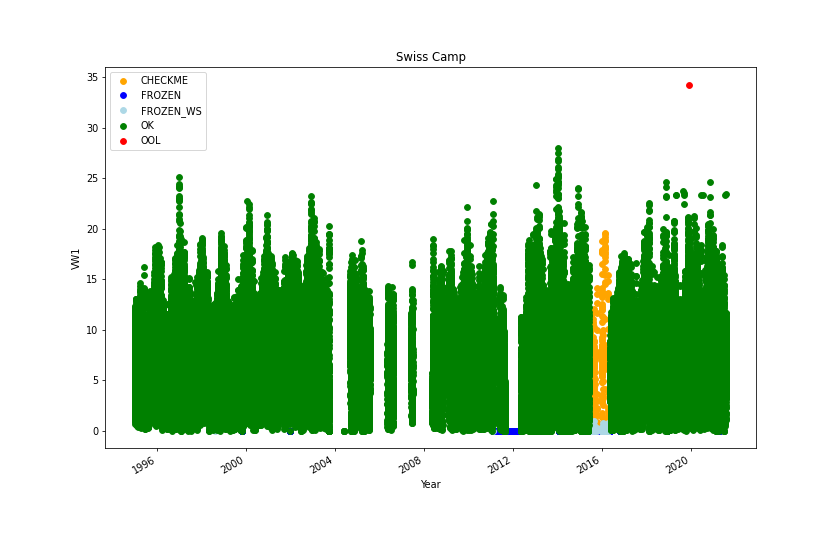 Swiss Camp
CHECKME
FROZEN
FROZEN_WS
OK
OOL
35
30
25
20
15
10
5
0
VW1
1996
2000
2004
2008
2012
2016
2020
Year